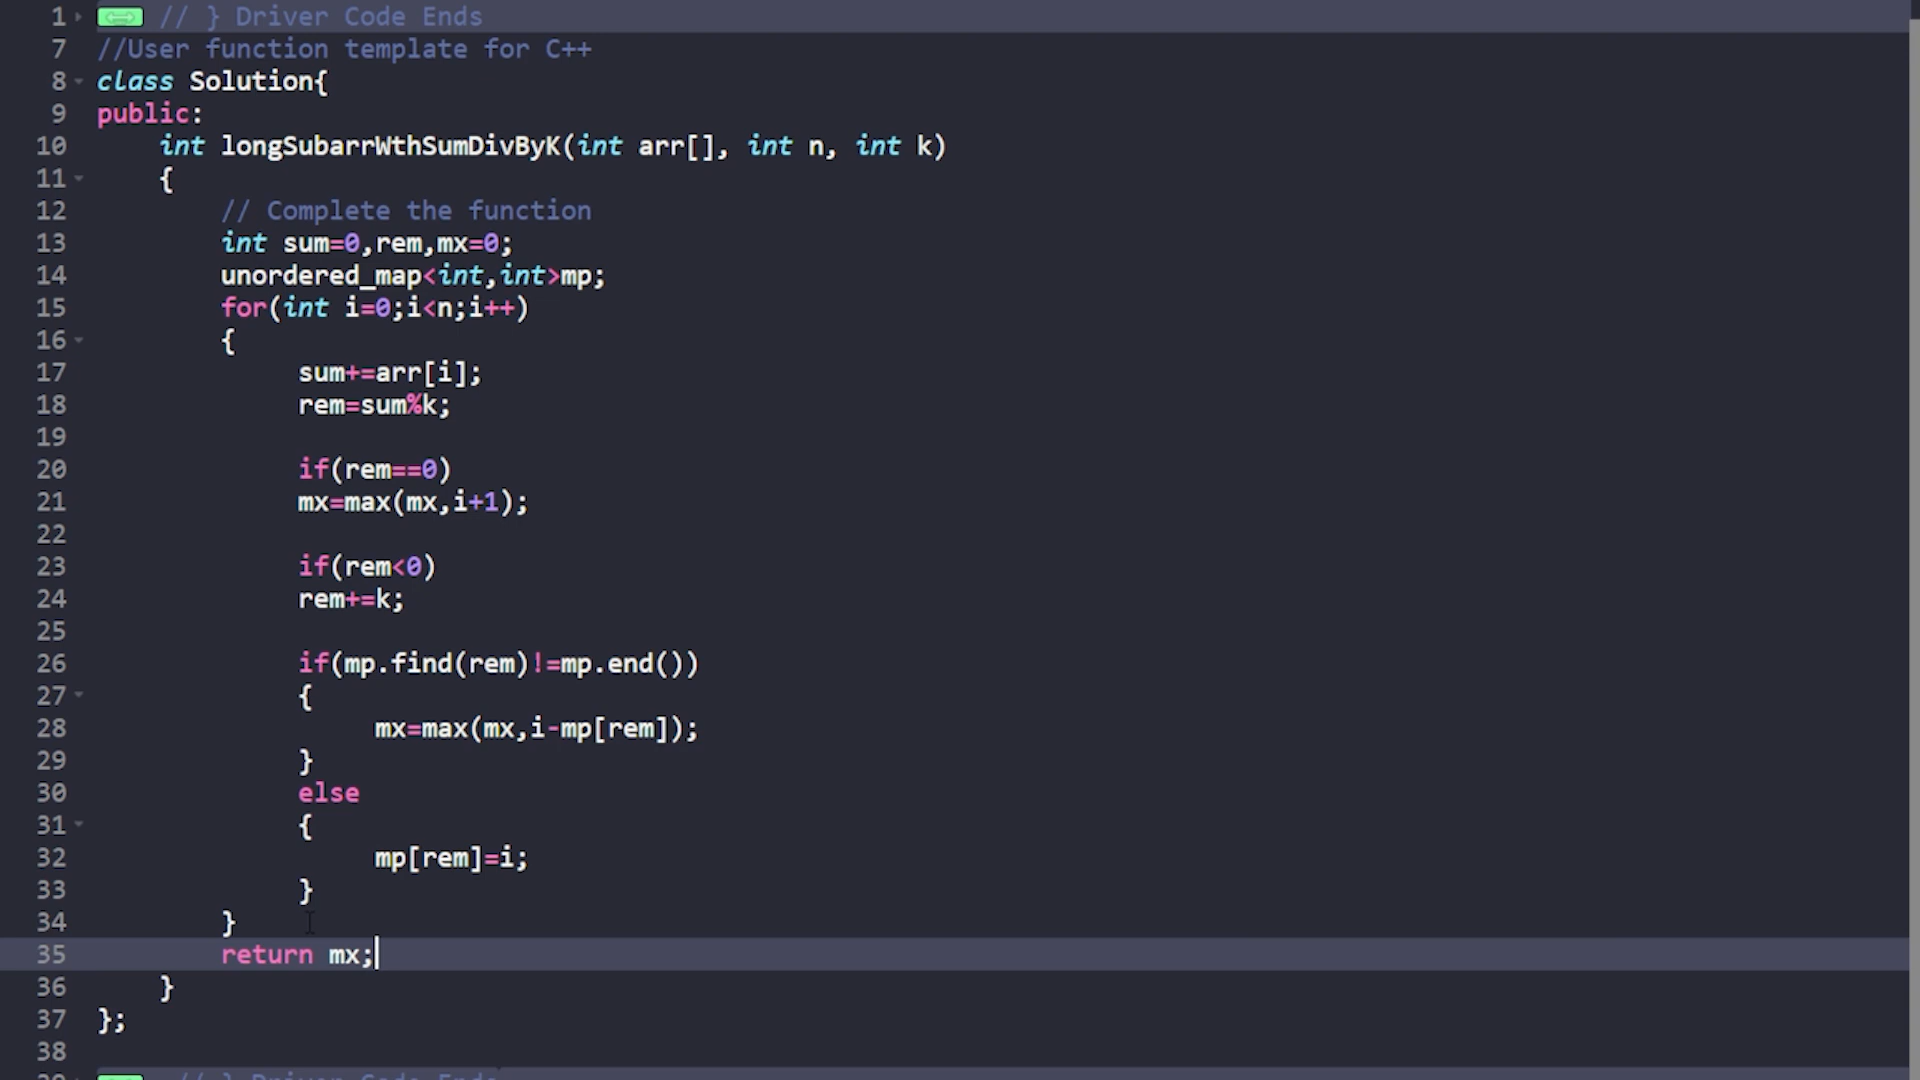 1 // } Driver Code Ends
7 //User function template for C++
8 class Solution{
9 public:
10 int longSubarrWthSumDivByK(int arr[], int n, int k)
11 {
12 // Complete the function
13 int sum=0,rem,mx=0;
14 unordered_map<int,int>mp;
15 for(int i=0;i<n;i++)
16 {
17 sum+=arr[i];
18 rem=sum%k;
19
20 if(rem==0)
21 mx=max(mx,i+1);
22
23 if(rem<0)
24 rem+=k;
25
26 if(mp.find(rem)!=mp.end())
27 {
28 mx=max(mx,i-mp[rem]);
29 }
30 else
31 {
32 mp[rem]=i;
33 }
34 }
35 return mx;
36 }
37 };
38
39 // } Driver Code Ends